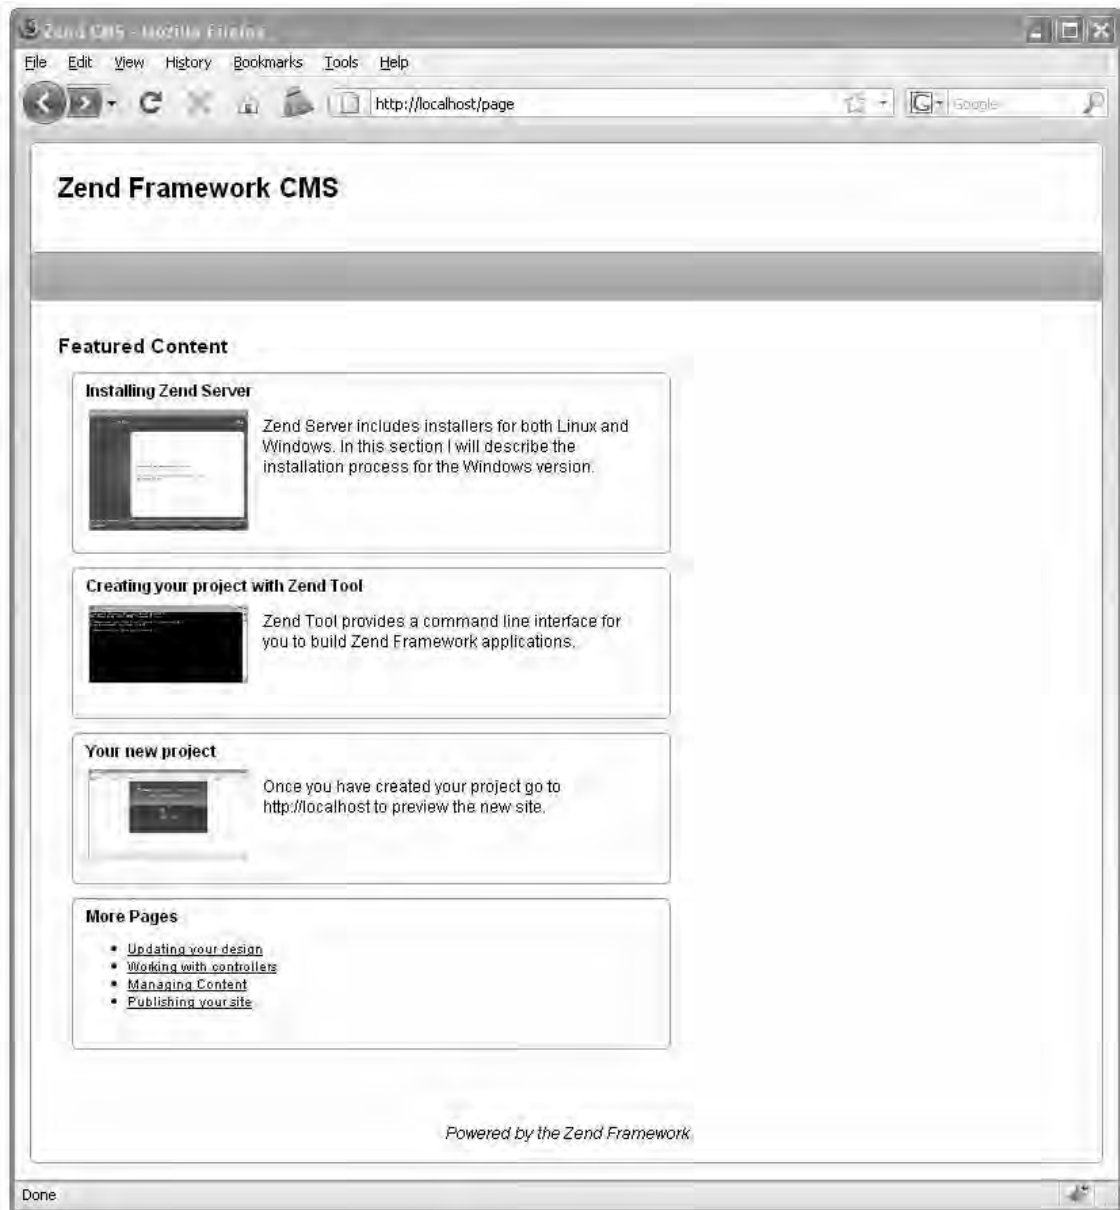 Zend CMS - Mozilla Firefox
File Edit View History Bookmarks Tools Help
http://localhost/page
Google
Zend Framework CMS
Featured Content
Installing Zend Server
Zend Server includes installers for both Linux and
Windows. In this section I will describe the
installation process for the Windows version.
Creating your project with Zend Tool
Zend Tool provides a command line interface for
you to build Zend Framework applications.
Your new project
Once you have created your project go to
http://localhost to preview the new site.
More Pages
Updating your design
Working with controllers
Managing Content
Publishing your site
Powered by the Zend Framework
Done